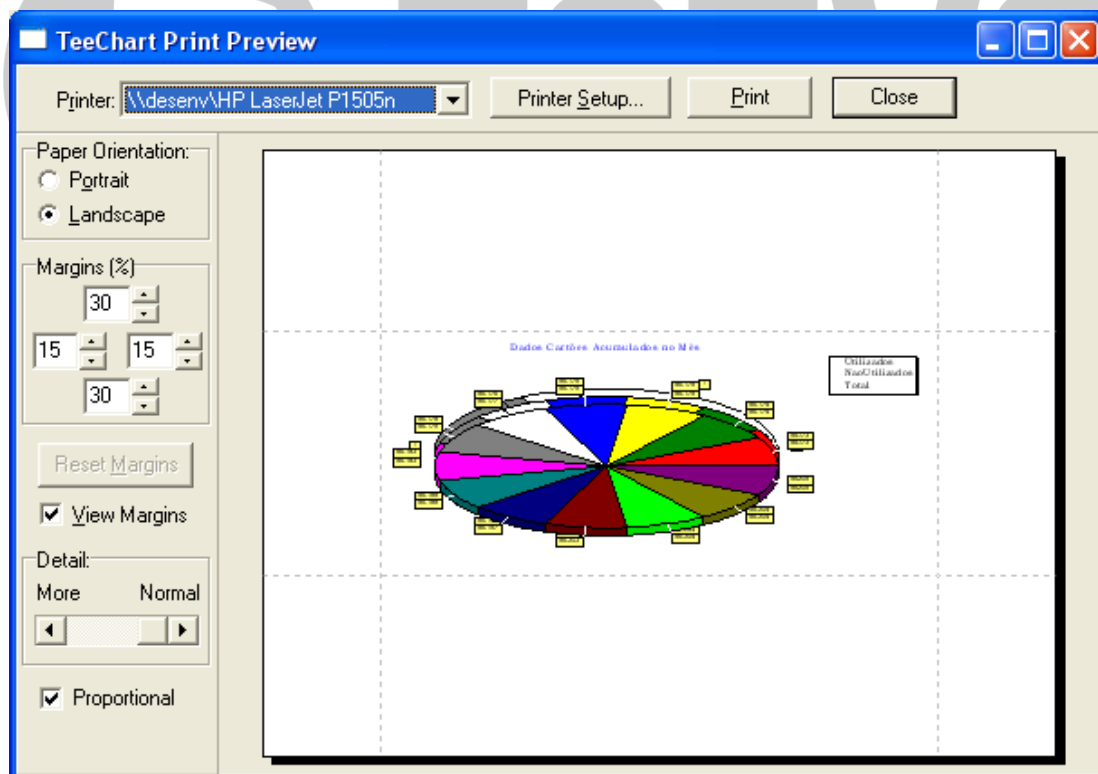 TeeChart Print Preview
Printer: \\desenv\HP LaserJet P1505n Printer Setup... Print Close
Paper Orientation:
Portrait
Landscape
Margins (%)
30
15 15
30
Reset Margins
View Margins
Detail:
More Normal
Proportional
Dados Cartões Acumulados no Mês
Utilizados
NaoUtilizados
Total